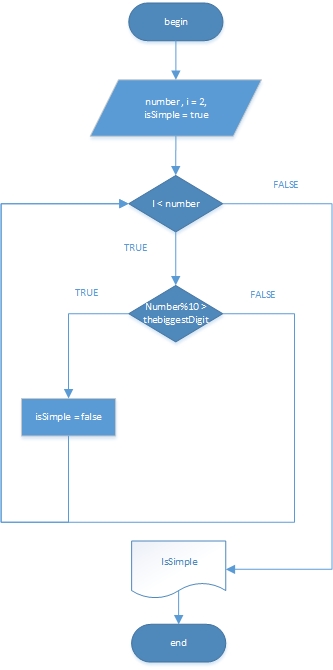 begin
number , i = 2,
isSimple = true
I < number
FALSE
TRUE
TRUE
Number%10 >
thebiggestDigit
FALSE
isSimple = false
IsSimple
end